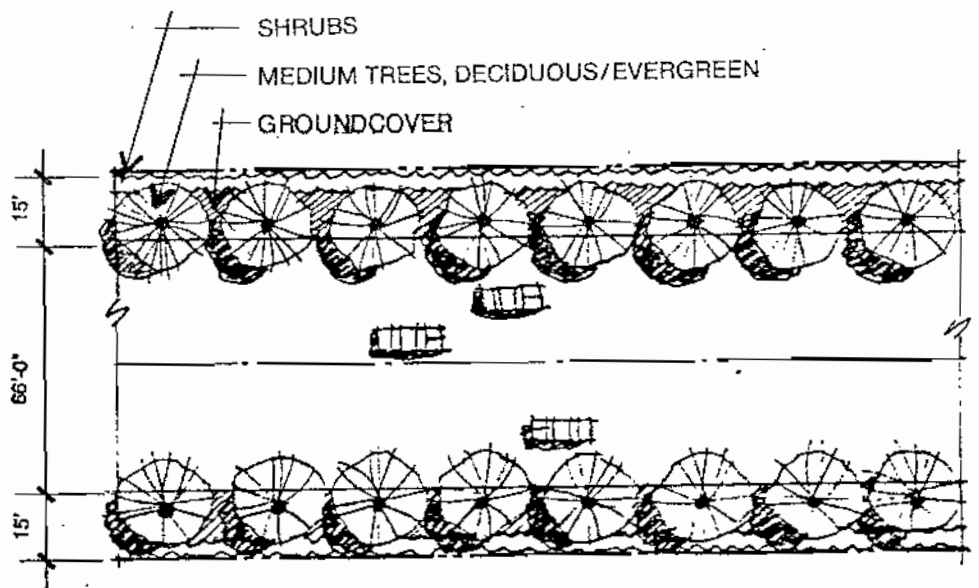 SHRUBS
MEDIUM TREES, DECIDUOUS/EVERGREEN
GROUNDCOVER
15'
66'-0"
15'